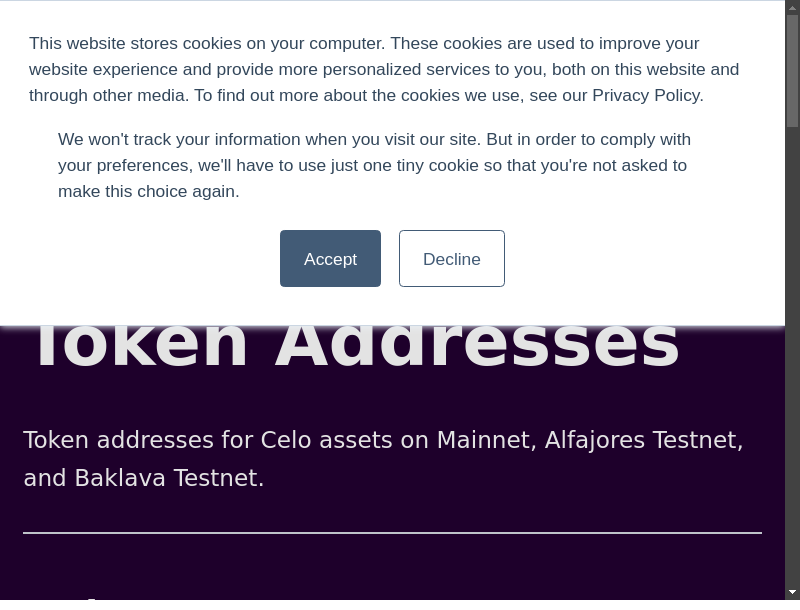 This website stores cookies on your computer. These cookies are used to improve your
website experience and provide more personalized services to you, both on this website and
through other media. To find out more about the cookies we use, see our Privacy Policy.
We won't track your information when you visit our site. But in order to comply with
your preferences, we'll have to use just one tiny cookie so that you're not asked to
make this choice again.
Accept
Decline
Token Addresses
Token addresses for Celo assets on Mainnet, Alfajores Testnet,
and Baklava Testnet.